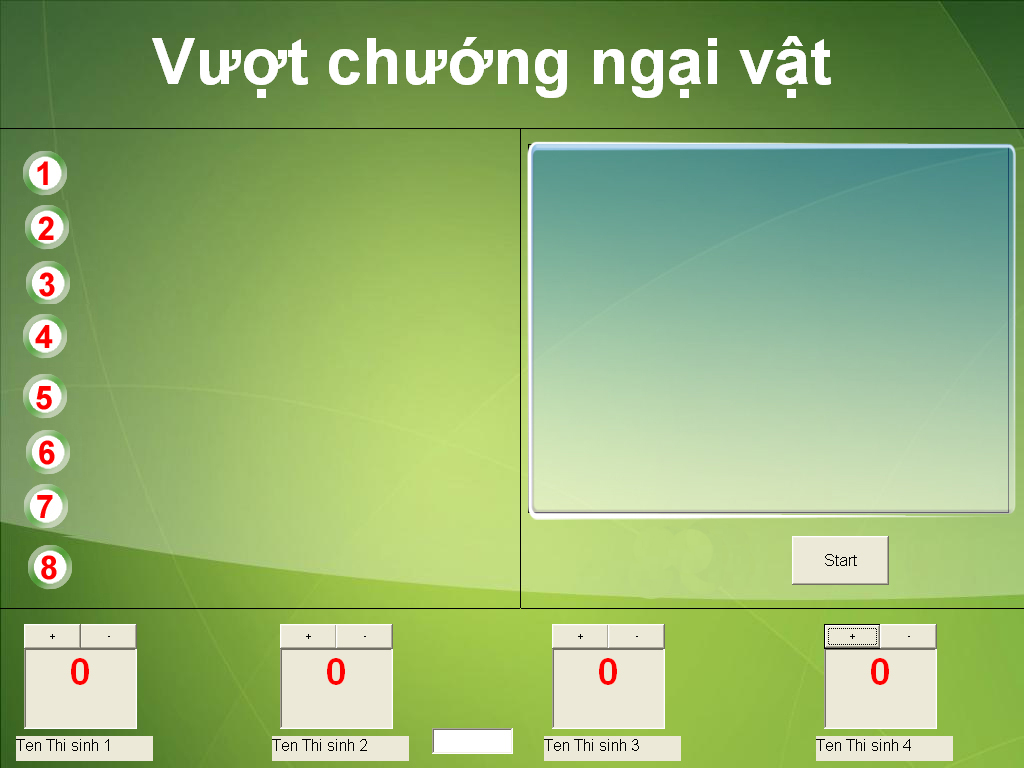 Vượt chướng ngại vật
1
2
3
4
5
6
7
8
Start
+ - + - + - + -
0 0 0 0
Ten Thi sinh 1 Ten Thi sinh 2 Ten Thi sinh 3 Ten Thi sinh 4